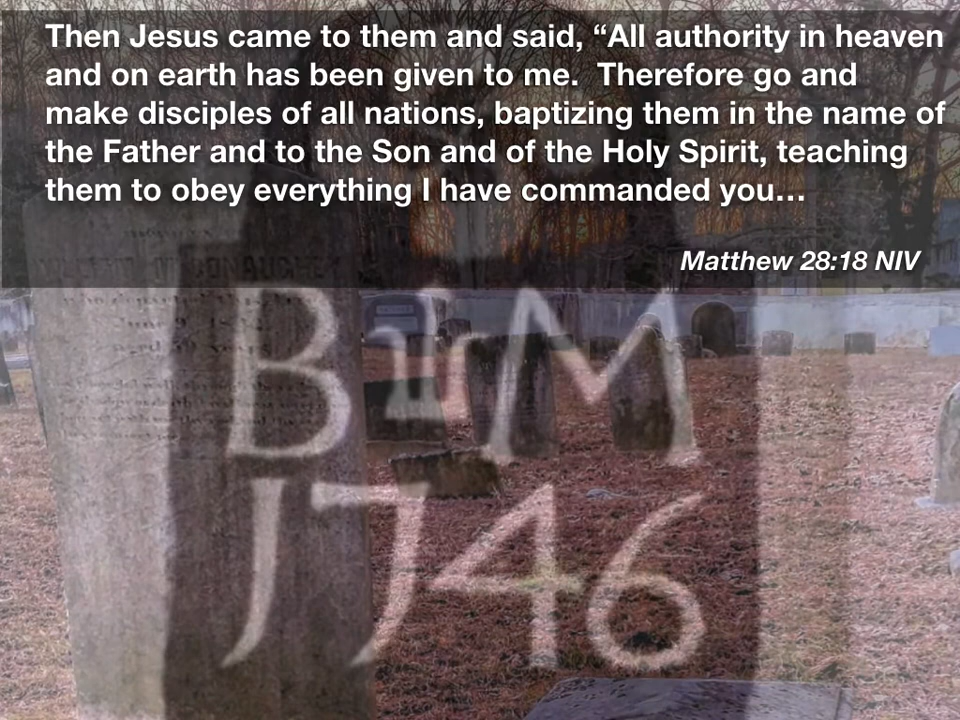 Then Jesus came to them and said, “All authority in heaven
and on earth has been given to me.  Therefore go and
make disciples of all nations, baptizing them in the name of
the Father and to the Son and of the Holy Spirit, teaching
them to obey everything I have commanded you…
Matthew 28:18 NIV
B M
1746